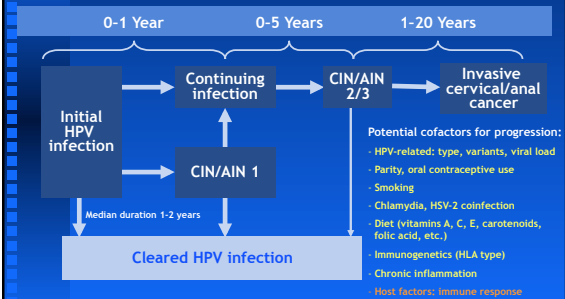 0-1 Year
0-5 Years
1-20 Years
Initial
HPV
infection
Continuing
infection
CIN/AIN
2/3
Invasive
cervical/anal
cancer
CIN/AIN 1
Median duration 1-2 years
Cleared HPV infection
Potential cofactors for progression:
- HPV-related: type, variants, viral load
- Parity, oral contraceptive use
- Smoking
- Chlamydia, HSV-2 coinfection
- Diet (vitamins A, C, E, carotenoids,
folic acid, etc.)
- Immunogenetics (HLA type)
- Chronic inflammation
- Host factors: immune response